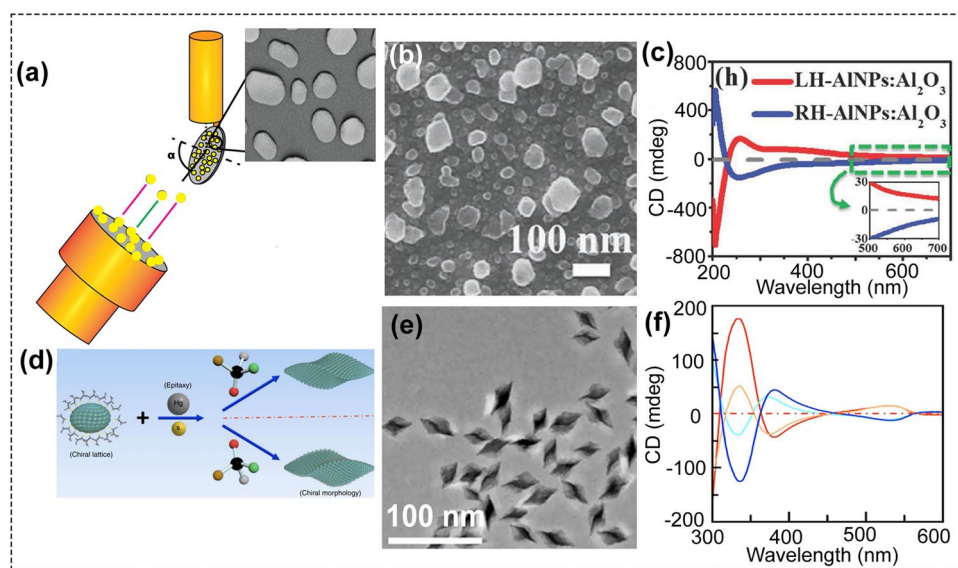 (a)
α
(b)
100 nm
(c)
(h)
LH-AlNPs:Al₂O₃
RH-AlNPs:Al₂O₃
CD (mdeg)
800
400
0
-400
-800
30
0
-30
500 600 700
200 400 600
Wavelength (nm)
(d)
(Chiral lattice)
+
(Epitaxy)
Hg
S
(Chiral morphology)
(e)
100 nm
(f)
CD (mdeg)
200
100
0
-100
-200
300 400 500 600
Wavelength (nm)